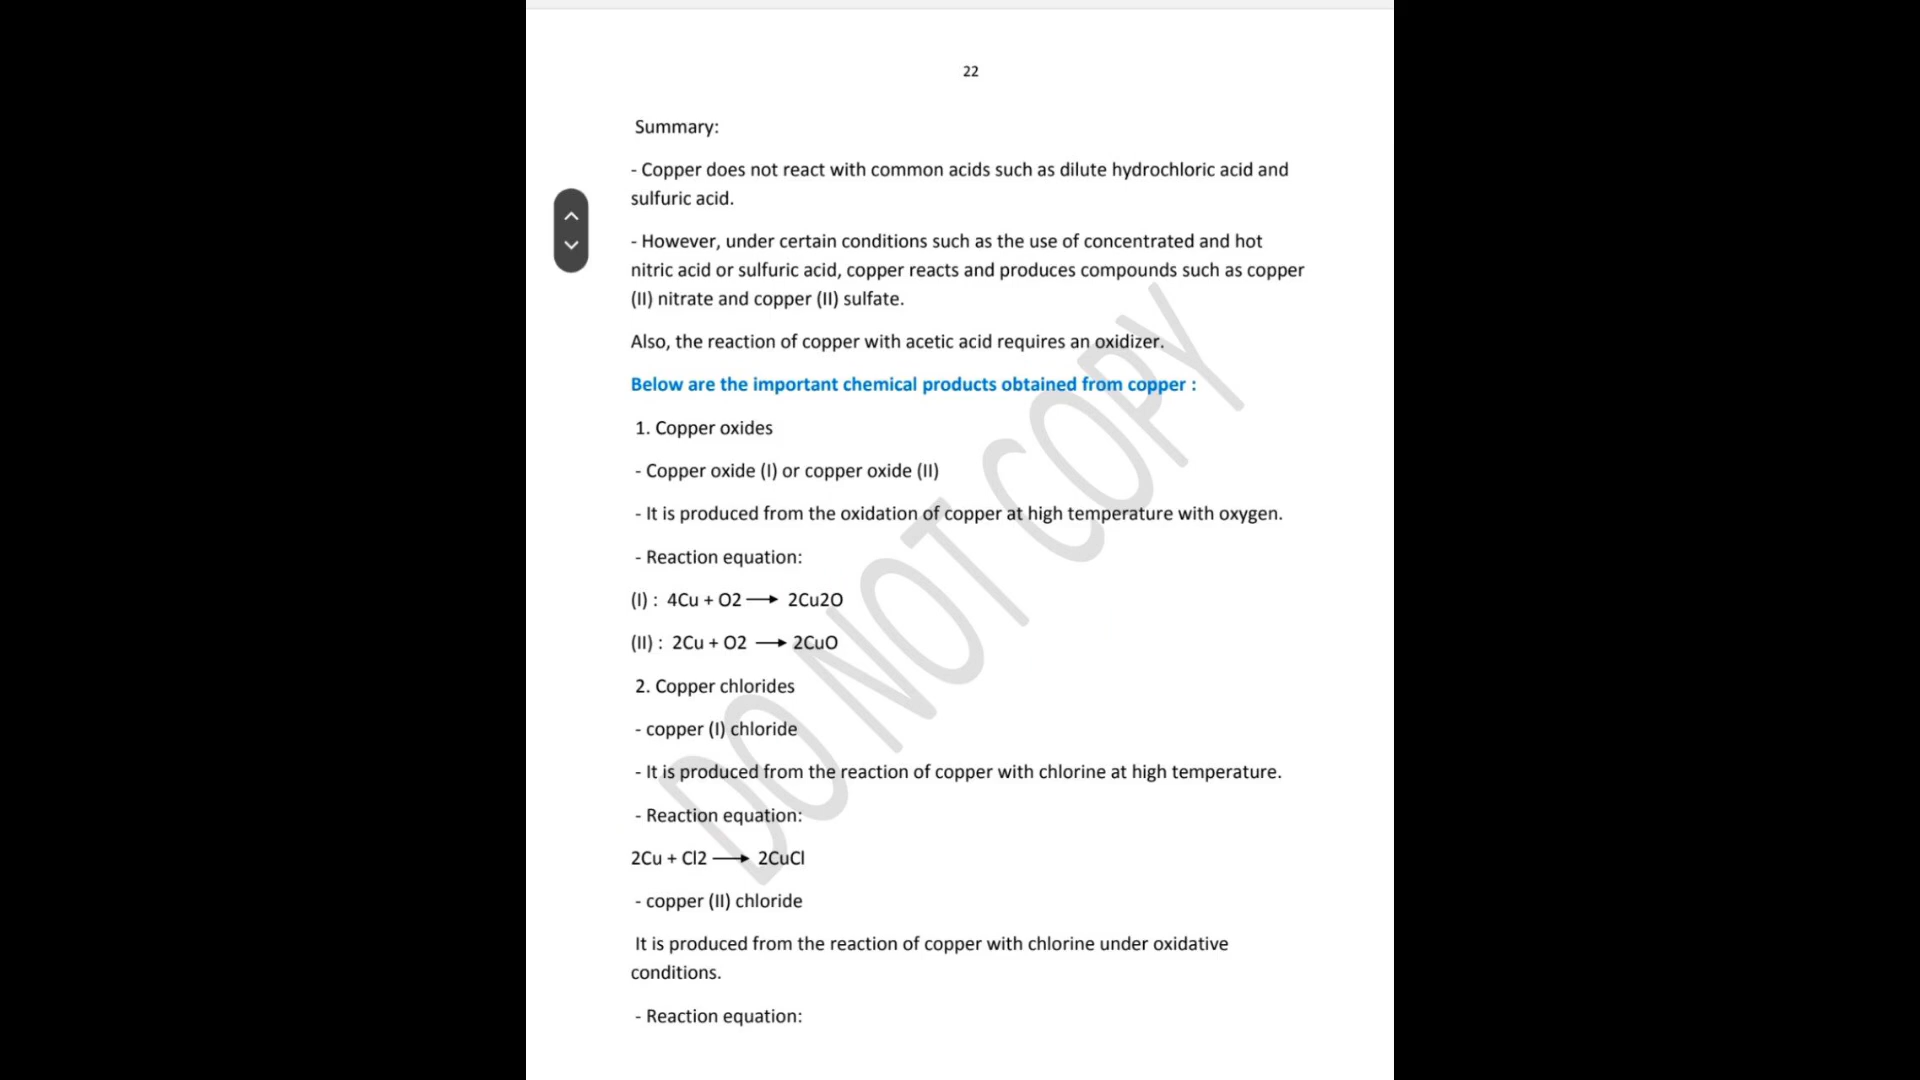 22
Summary:
- Copper does not react with common acids such as dilute hydrochloric acid and
sulfuric acid.
- However, under certain conditions such as the use of concentrated and hot
nitric acid or sulfuric acid, copper reacts and produces compounds such as copper
(II) nitrate and copper (II) sulfate.
Also, the reaction of copper with acetic acid requires an oxidizer.
Below are the important chemical products obtained from copper :
1. Copper oxides
- Copper oxide (I) or copper oxide (II)
- It is produced from the oxidation of copper at high temperature with oxygen.
- Reaction equation:
(I) : 4Cu + O2 ⟶ 2Cu2O
(II) : 2Cu + O2 ⟶ 2CuO
2. Copper chlorides
- copper (I) chloride
- It is produced from the reaction of copper with chlorine at high temperature.
- Reaction equation:
2Cu + Cl2 ⟶ 2CuCl
- copper (II) chloride
It is produced from the reaction of copper with chlorine under oxidative
conditions.
- Reaction equation:
DO NOT COPY